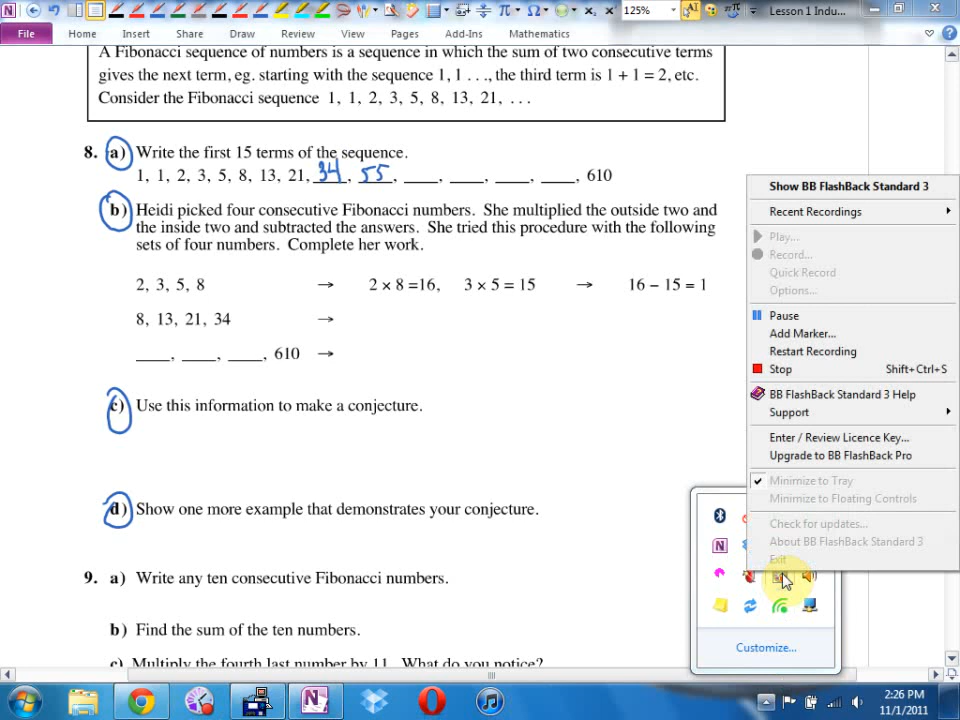 125%
Lesson 1 Indu...
File Home Insert Share Draw Review View Pages Add-Ins Mathematics
A Fibonacci sequence of numbers is a sequence in which the sum of two consecutive terms
gives the next term, eg. starting with the sequence 1, 1 . . ., the third term is 1 + 1 = 2, etc.
Consider the Fibonacci sequence 1, 1, 2, 3, 5, 8, 13, 21, . . .
8. a) Write the first 15 terms of the sequence.
1, 1, 2, 3, 5, 8, 13, 21, 34, 55, ____, ____, ____, ____, 610
b) Heidi picked four consecutive Fibonacci numbers. She multiplied the outside two and
the inside two and subtracted the answers. She tried this procedure with the following
sets of four numbers. Complete her work.
2, 3, 5, 8 → 2 × 8 =16, 3 × 5 = 15 → 16 − 15 = 1
8, 13, 21, 34 →
____, ____, ____, 610 →
c) Use this information to make a conjecture.
d) Show one more example that demonstrates your conjecture.
9. a) Write any ten consecutive Fibonacci numbers.
b) Find the sum of the ten numbers.
c) Multiply the fourth last number by 11. What do you notice?
Show BB FlashBack Standard 3
Recent Recordings
Play...
Record...
Quick Record
Options...
Pause
Add Marker...
Restart Recording
Stop Shift+Ctrl+S
BB FlashBack Standard 3 Help
Support
Enter / Review Licence Key...
Upgrade to BB FlashBack Pro
Minimize to Tray
Minimize to Floating Controls
Check for updates...
About BB FlashBack Standard 3
Exit
Customize...
2:26 PM
11/1/2011